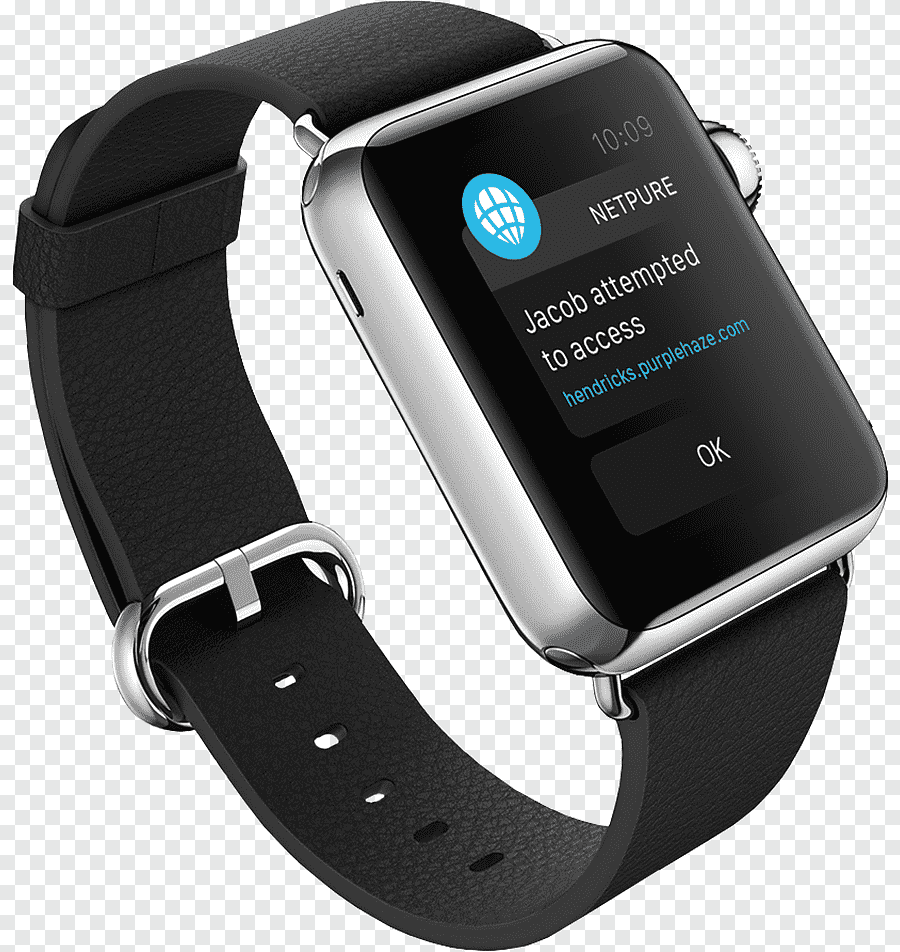 10:09
NETPURE
Jacob attempted
to access
hendricks.purplehaze.com
OK